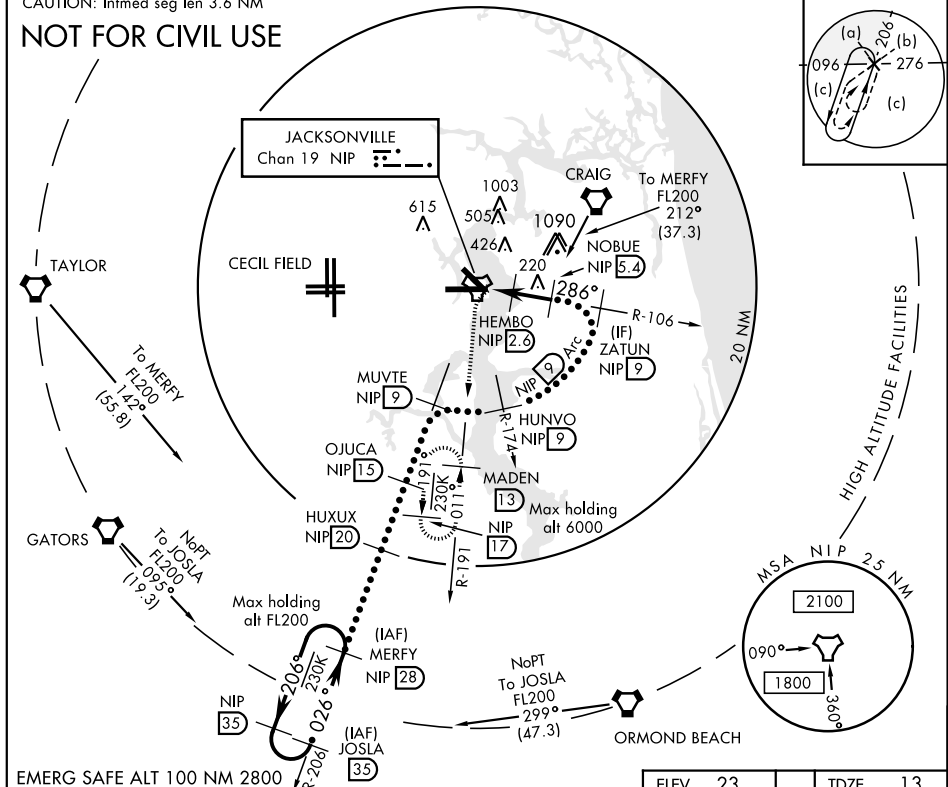 CAUTION: Intmed seg len 3.6 NM
NOT FOR CIVIL USE
(a)
206
(b)
096
276
(c)
(c)
JACKSONVILLE
Chan 19 NIP
1003
615
505
426
1090
220
CRAIG
To MERFY
FL200
212°
(37.3)
NOBUE
NIP 5.4
TAYLOR
CECIL FIELD
286°
R-106
HEMBO
NIP 2.6
(IF)
ZATUN
NIP 9
20 NM
HIGH ALTITUDE FACILITIES
To MERFY
FL200
142°
(55.8)
NIP 9 Arc
MUVTE
NIP 9
HUNVO
NIP 9
R-174
OJUCA
NIP 15
191°
230K
011°
MADEN
13
Max holding
alt 6000
HUXUX
NIP 20
NIP
17
R-191
GATORS
NoPT
To JOSLA
FL200
095°
(19.3)
MSA NIP 25 NM
2100
090°
1800
360°
Max holding
alt FL200
(IAF)
MERFY
NIP 28
206°
230K
026°
NIP
35
(IAF)
JOSLA
35
R-206
NoPT
To JOSLA
FL200
299°
(47.3)
ORMOND BEACH
EMERG SAFE ALT 100 NM 2800
ELEV 23
TDZE 13